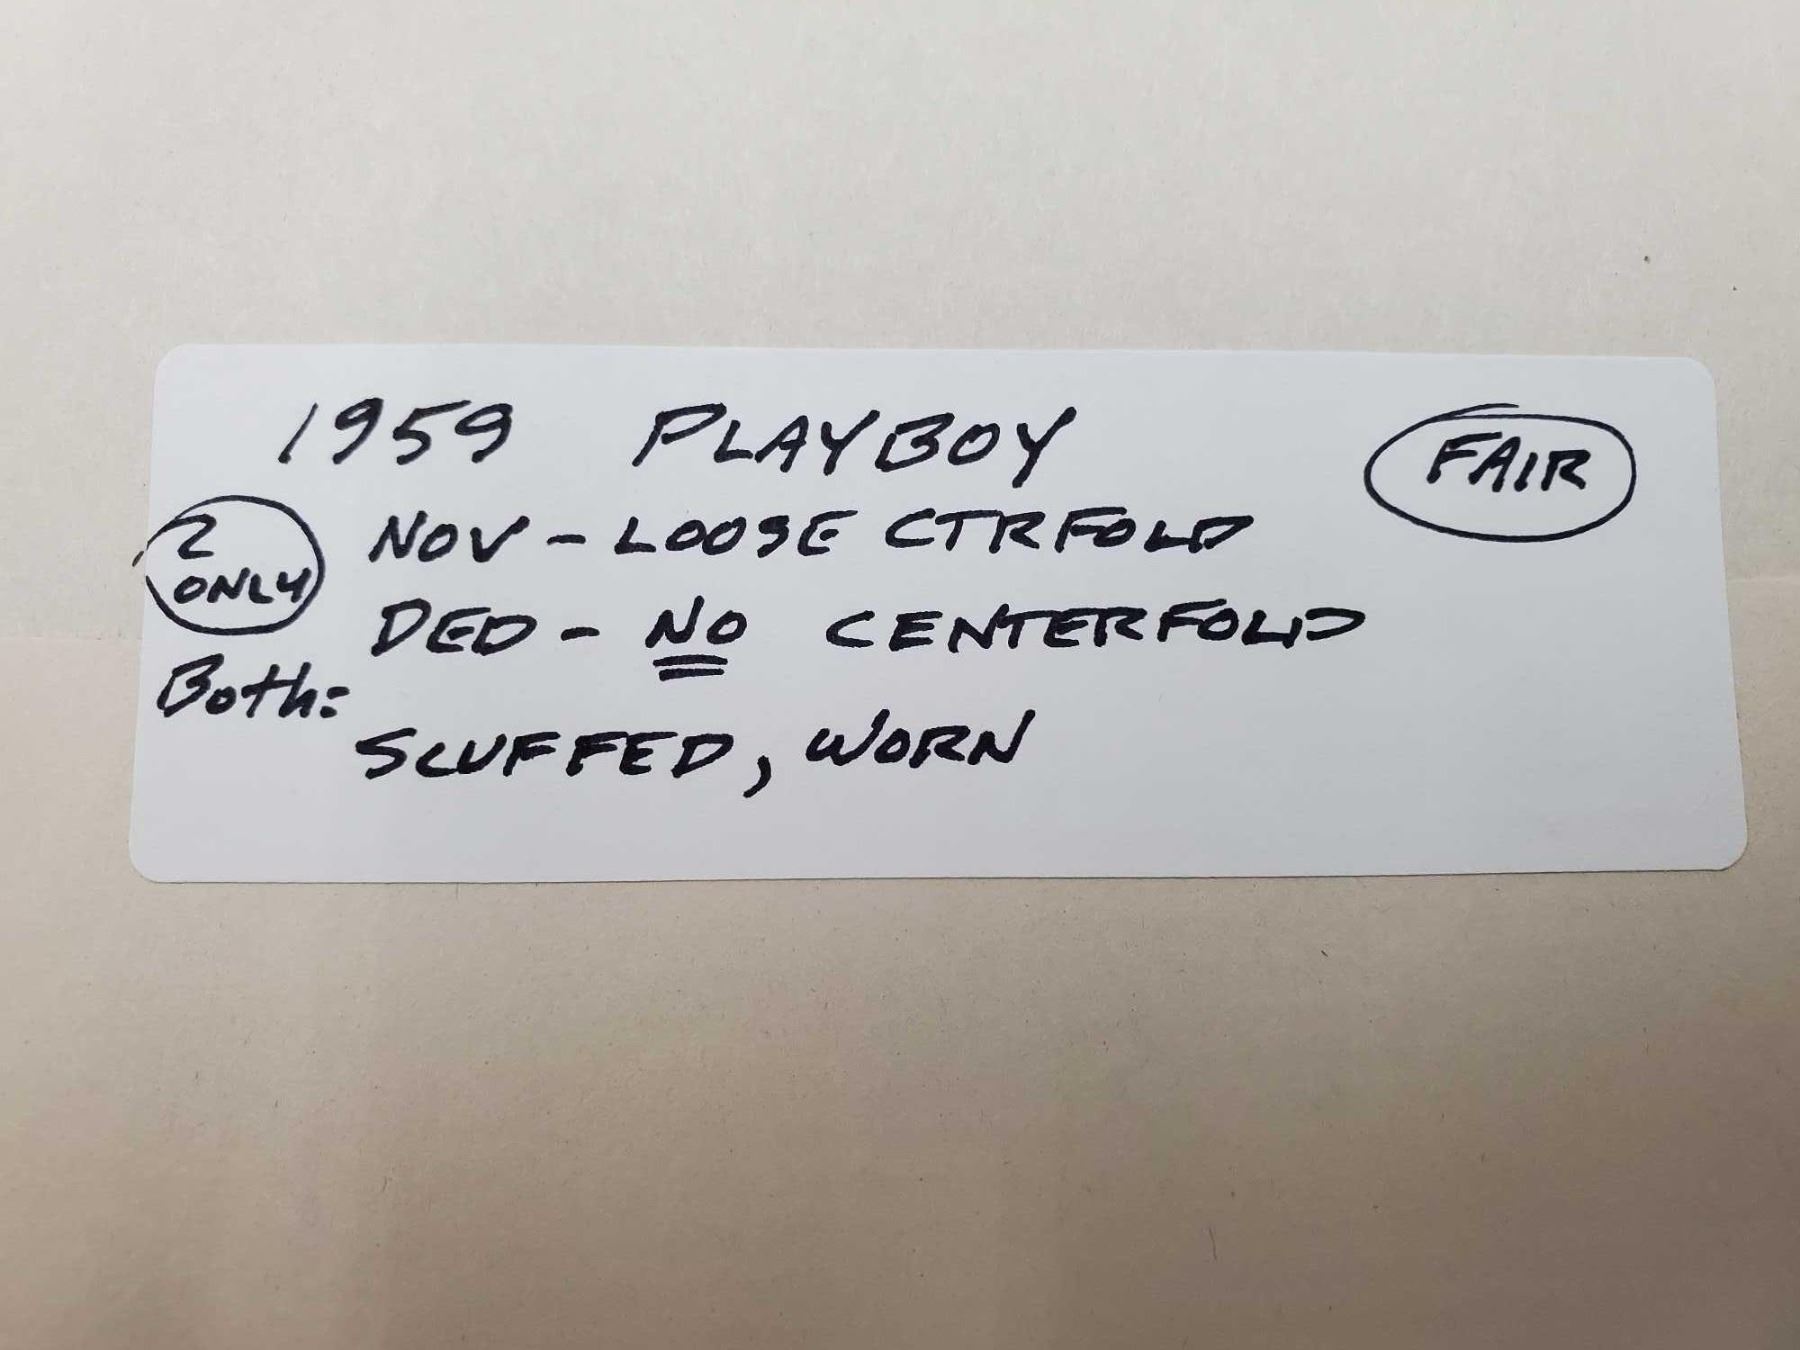 1959 PLAYBOY
FAIR
2
ONLY
NOV - LOOSE CTRFOLD
DED - NO CENTERFOLD
Both:
SCUFFED, WORN